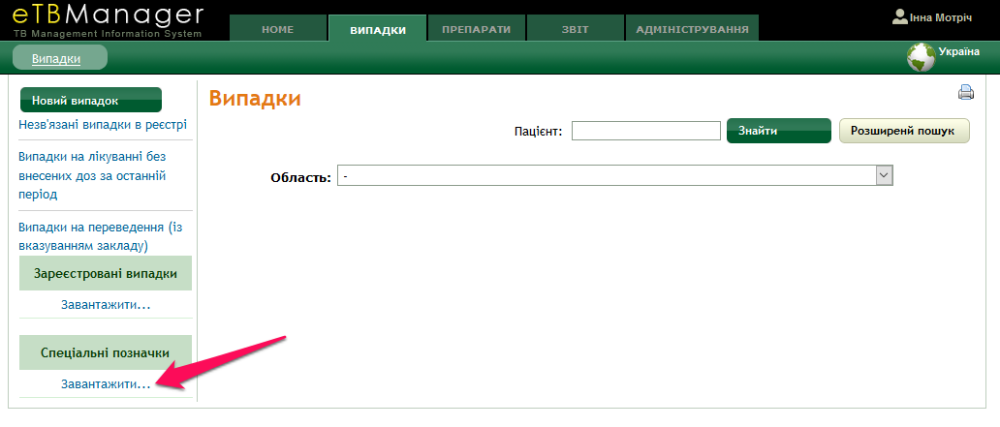 eTBManager
TB Management Information System
HOME
ВИПАДКИ
ПРЕПАРАТИ
ЗВІТ
АДМІНІСТРУВАННЯ
Інна Мотріч
Випадки
Україна
Новий випадок
Незв'язані випадки в реєстрі
Випадки на лікуванні без
внесених доз за останній
період
Випадки на переведення (із
вказуванням закладу)
Зареєстровані випадки
Завантажити...
Спеціальні позначки
Завантажити...
Випадки
Пацієнт:
Знайти
Розширенй пошук
Область:
-